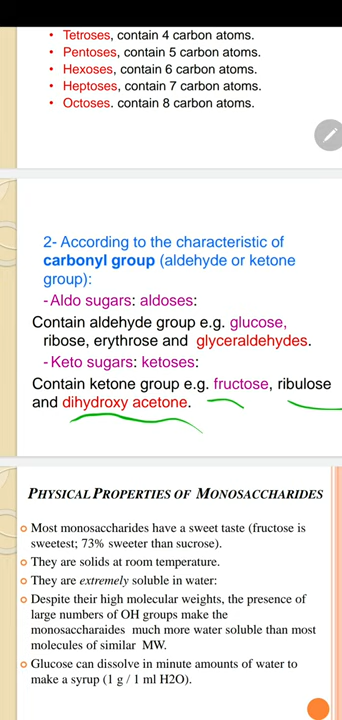 • Tetroses, contain 4 carbon atoms.
• Pentoses, contain 5 carbon atoms.
• Hexoses, contain 6 carbon atoms.
• Heptoses, contain 7 carbon atoms.
• Octoses. contain 8 carbon atoms.
2- According to the characteristic of
carbonyl group (aldehyde or ketone
group):
-Aldo sugars: aldoses:
Contain aldehyde group e.g. glucose,
ribose, erythrose and glyceraldehydes.
-Keto sugars: ketoses:
Contain ketone group e.g. fructose, ribulose
and dihydroxy acetone.
PHYSICAL PROPERTIES OF MONOSACCHARIDES
Most monosaccharides have a sweet taste (fructose is
sweetest; 73% sweeter than sucrose).
They are solids at room temperature.
They are extremely soluble in water:
Despite their high molecular weights, the presence of
large numbers of OH groups make the
monosaccharaides much more water soluble than most
molecules of similar MW.
Glucose can dissolve in minute amounts of water to
make a syrup (1 g / 1 ml H2O).